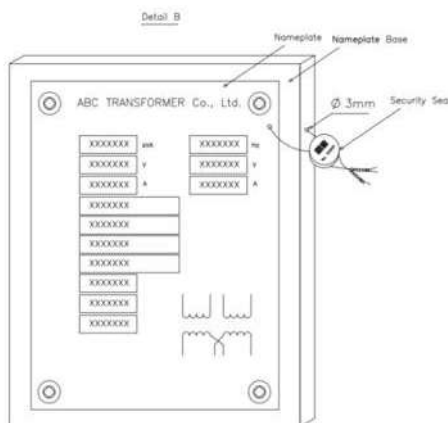 Detail B
Nameplate
Nameplate Base
ABC TRANSFORMER Co., Ltd.
Ø 3mm
Security Sea
XXXXXXX kVA XXXXXXX Hz
XXXXXXX V XXXXXXX V
XXXXXXX A XXXXXXX A
XXXXXXX
XXXXXXX
XXXXXXX
XXXXXXX
XXXXXXX
XXXXXXX
XXXXXXX